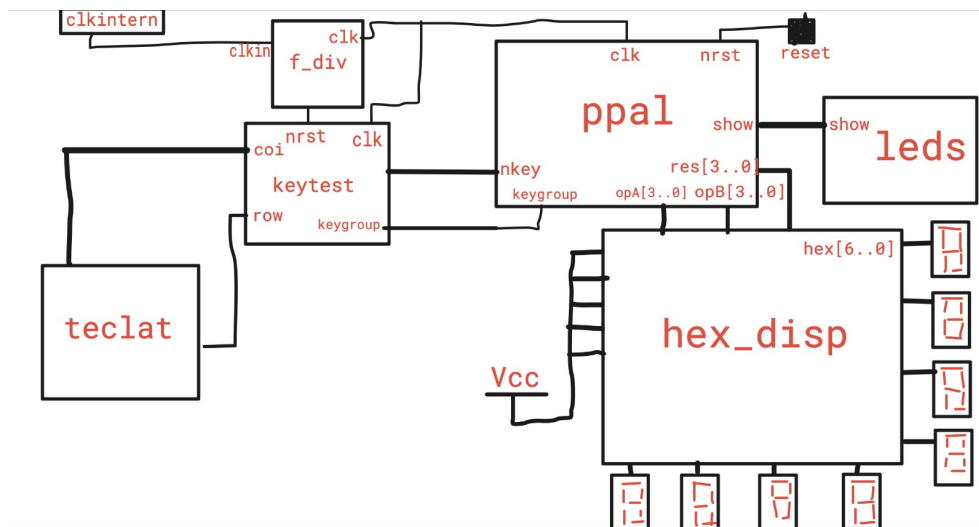 clkintern
clkin
clk
f_div
clk
nrst
reset
ppal
show
show
leds
nrst
clk
coi
keytest
nkey
res[3..0]
row
keygroup
keygroup
opA[3..0]
opB[3..0]
hex[6..0]
teclat
hex_disp
Vcc